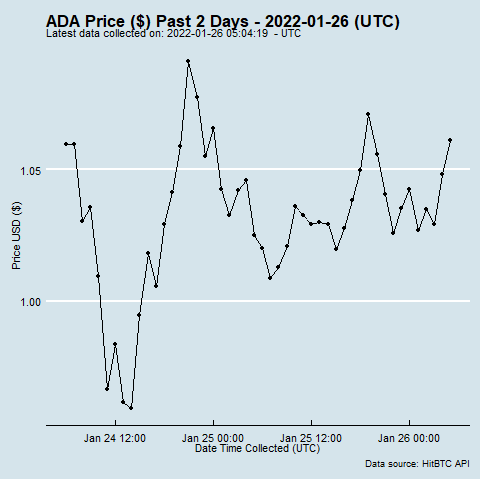 ADA Price ($) Past 2 Days - 2022-01-26 (UTC)
Latest data collected on: 2022-01-26 05:04:19 - UTC
Price USD ($)
1.05
1.00
Jan 24 12:00 Jan 25 00:00 Jan 25 12:00 Jan 26 00:00
Date Time Collected (UTC)
Data source: HitBTC API